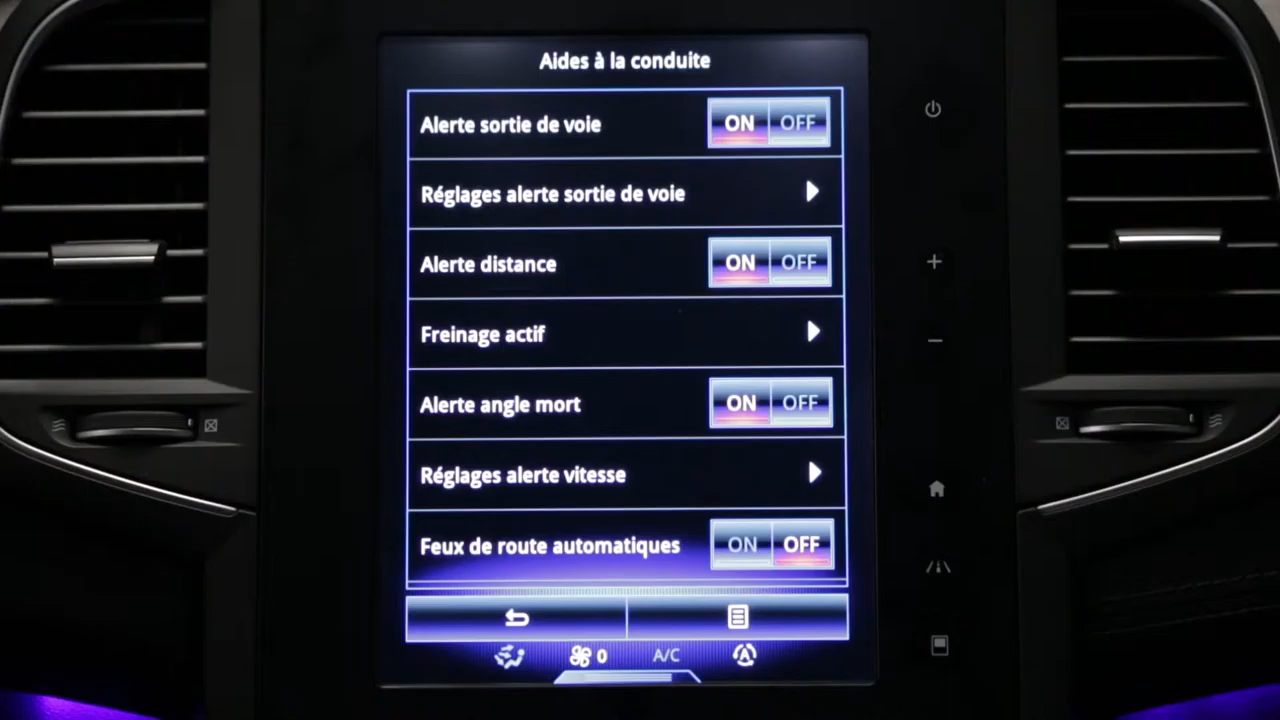 Aides à la conduite
Alerte sortie de voie ON OFF
Réglages alerte sortie de voie
Alerte distance ON OFF
Freinage actif
Alerte angle mort ON OFF
Réglages alerte vitesse
Feux de route automatiques ON OFF
0 A/C